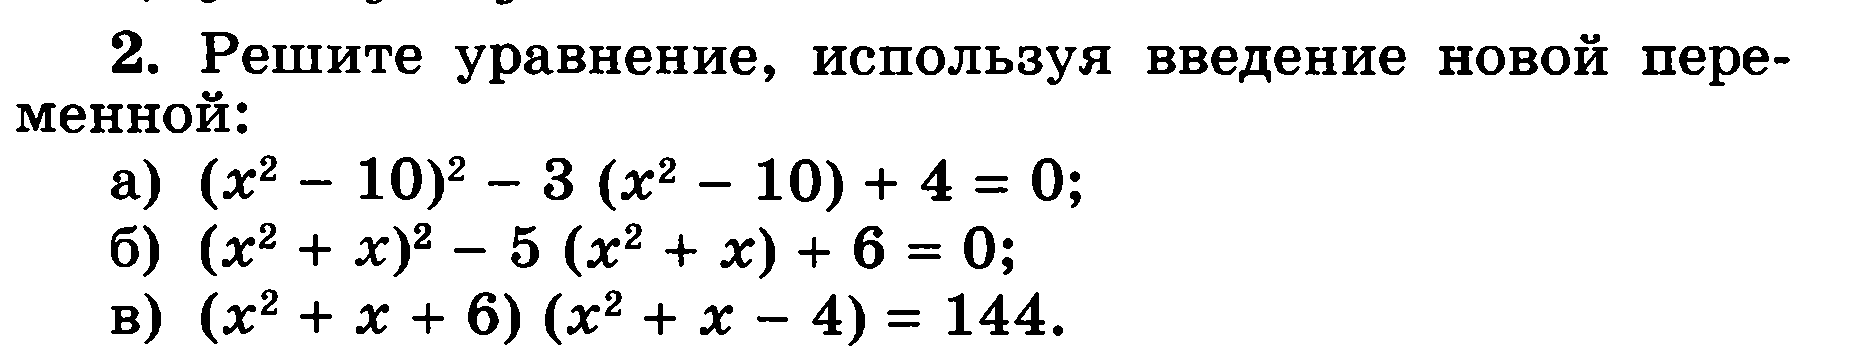 2. Решите уравнение, используя введение новой пере-
менной:
а) (x² – 10)² – 3 (x² – 10) + 4 = 0;
б) (x² + x)² – 5 (x² + x) + 6 = 0;
в) (x² + x + 6) (x² + x – 4) = 144.